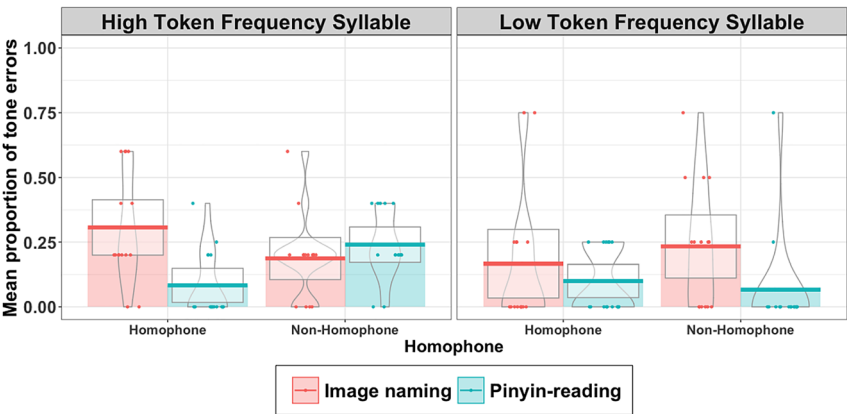 High Token Frequency Syllable
Low Token Frequency Syllable
Mean proportion of tone errors
1.00
0.75
0.50
0.25
0.00
Homophone
Non-Homophone
Homophone
Non-Homophone
Homophone
Image naming
Pinyin-reading